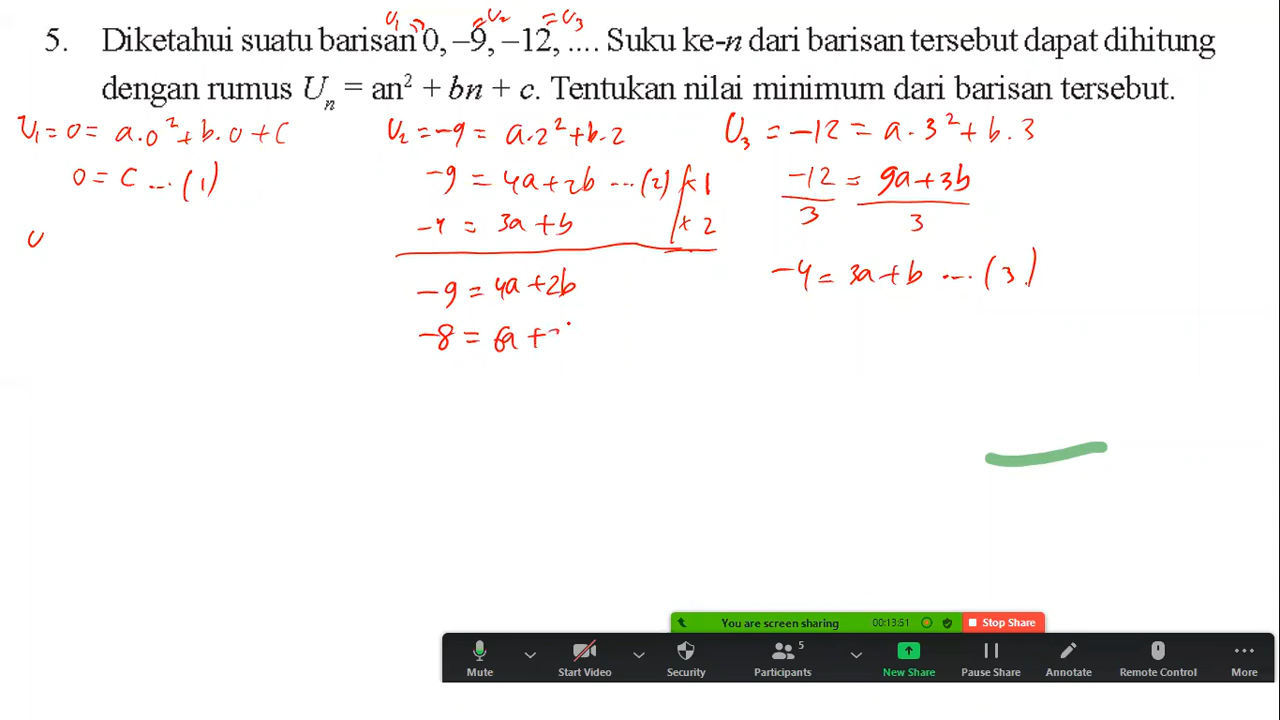 U₁ = U₂ = U₃
5. Diketahui suatu barisan 0, –9, –12, .... Suku ke-n dari barisan tersebut dapat dihitung
dengan rumus Uₙ = an² + bn + c. Tentukan nilai minimum dari barisan tersebut.
U₁ = 0 = a.0² + b.0 + c
0 = c ... (1)
U
U₂ = -9 = a.2² + b.2
-9 = 4a + 2b ... (2) | x 1
-4 = 3a + b | x 2
-9 = 4a + 2b
-8 = 6a +
U₃ = -12 = a.3² + b.3
-12 = 9a + 3b
3 3
-4 = 3a + b ... (3)
You are screen sharing 00:13:51 Stop Share
5
Mute Start Video Security Participants New Share Pause Share Annotate Remote Control More